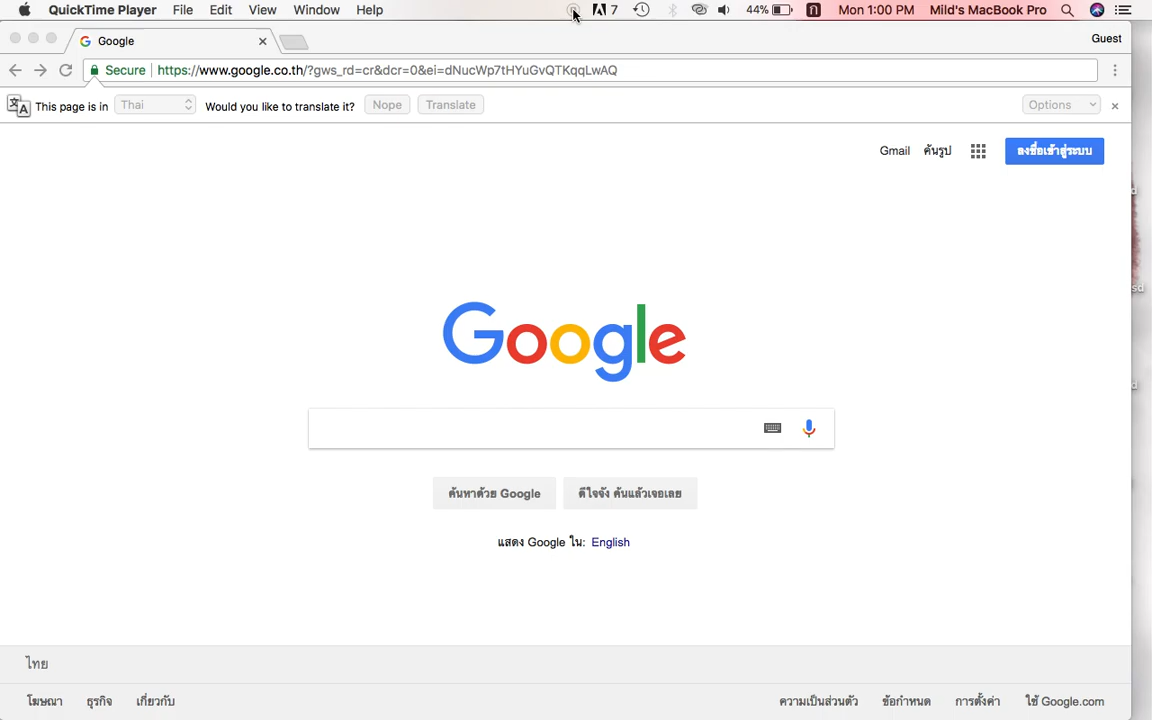 QuickTime Player File Edit View Window Help 7 44% ก Mon 1:00 PM Mild's MacBook Pro
Google Guest
Secure https://www.google.co.th/?gws_rd=cr&dcr=0&ei=dNucWp7tHYuGvQTKqqLwAQ
This page is in Thai Would you like to translate it? Nope Translate Options
Gmail ค้นรูป ลงชื่อเข้าสู่ระบบ
Google
ค้นหาด้วย Google ดีใจจัง ค้นแล้วเจอเลย
แสดง Google ใน: English
ไทย
โฆษณา ธุรกิจ เกี่ยวกับ ความเป็นส่วนตัว ข้อกำหนด การตั้งค่า ใช้ Google.com